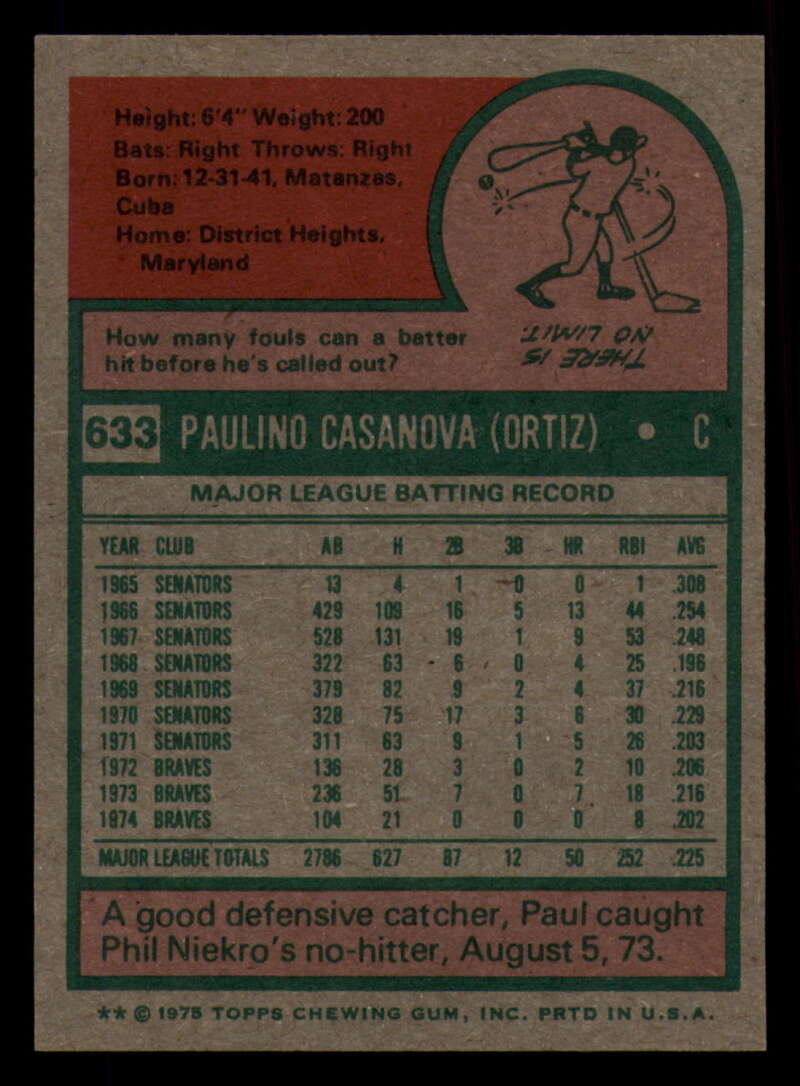 Height: 6'4" Weight: 200
Bats: Right Throws: Right
Born: 12-31-41, Matanzas,
Cuba
Home: District Heights,
Maryland
How many fouls can a batter
hit before he's called out?
THERE IS
NO LIMIT.
633 PAULINO CASANOVA (ORTIZ) • C
MAJOR LEAGUE BATTING RECORD
YEAR CLUB AB H 2B 3B HR RBI AVG
1965 SENATORS 13 4 1 0 0 1 .308
1966 SENATORS 429 109 16 5 13 44 .254
1967 SENATORS 528 131 19 1 9 53 .248
1968 SENATORS 322 63 6 0 4 25 .196
1969 SENATORS 379 82 9 2 4 37 .216
1970 SENATORS 328 75 17 3 6 30 .229
1971 SENATORS 311 63 9 1 5 26 .203
1972 BRAVES 136 28 3 0 2 10 .206
1973 BRAVES 236 51 7 0 7 18 .216
1974 BRAVES 104 21 0 0 0 8 .202
MAJOR LEAGUE TOTALS 2786 627 87 12 50 252 .225
A good defensive catcher, Paul caught
Phil Niekro's no-hitter, August 5, 73.
** © 1975 TOPPS CHEWING GUM, INC. PRTD IN U.S.A.